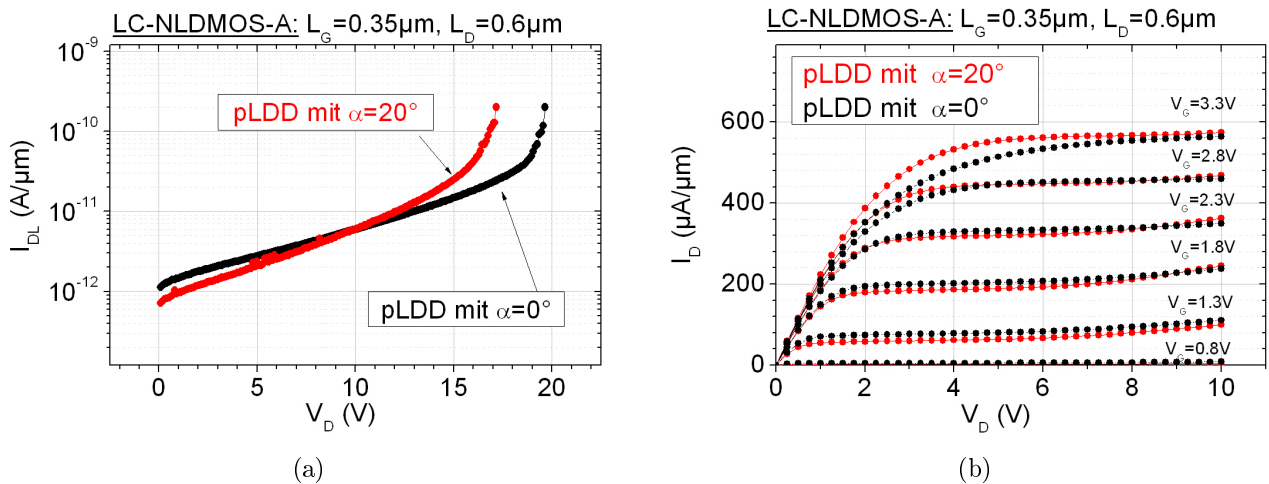 LC-NLDMOS-A: L_G=0.35µm, L_D=0.6µm
10^-9
10^-10
10^-11
10^-12
I_DL (A/µm)
pLDD mit α=20°
pLDD mit α=0°
0 5 10 15 20
V_D (V)
(a)
LC-NLDMOS-A: L_G=0.35µm, L_D=0.6µm
pLDD mit α=20°
pLDD mit α=0°
600
400
200
0
I_D (µA/µm)
V_G=3.3V
V_G=2.8V
V_G=2.3V
V_G=1.8V
V_G=1.3V
V_G=0.8V
0 2 4 6 8 10
V_D (V)
(b)